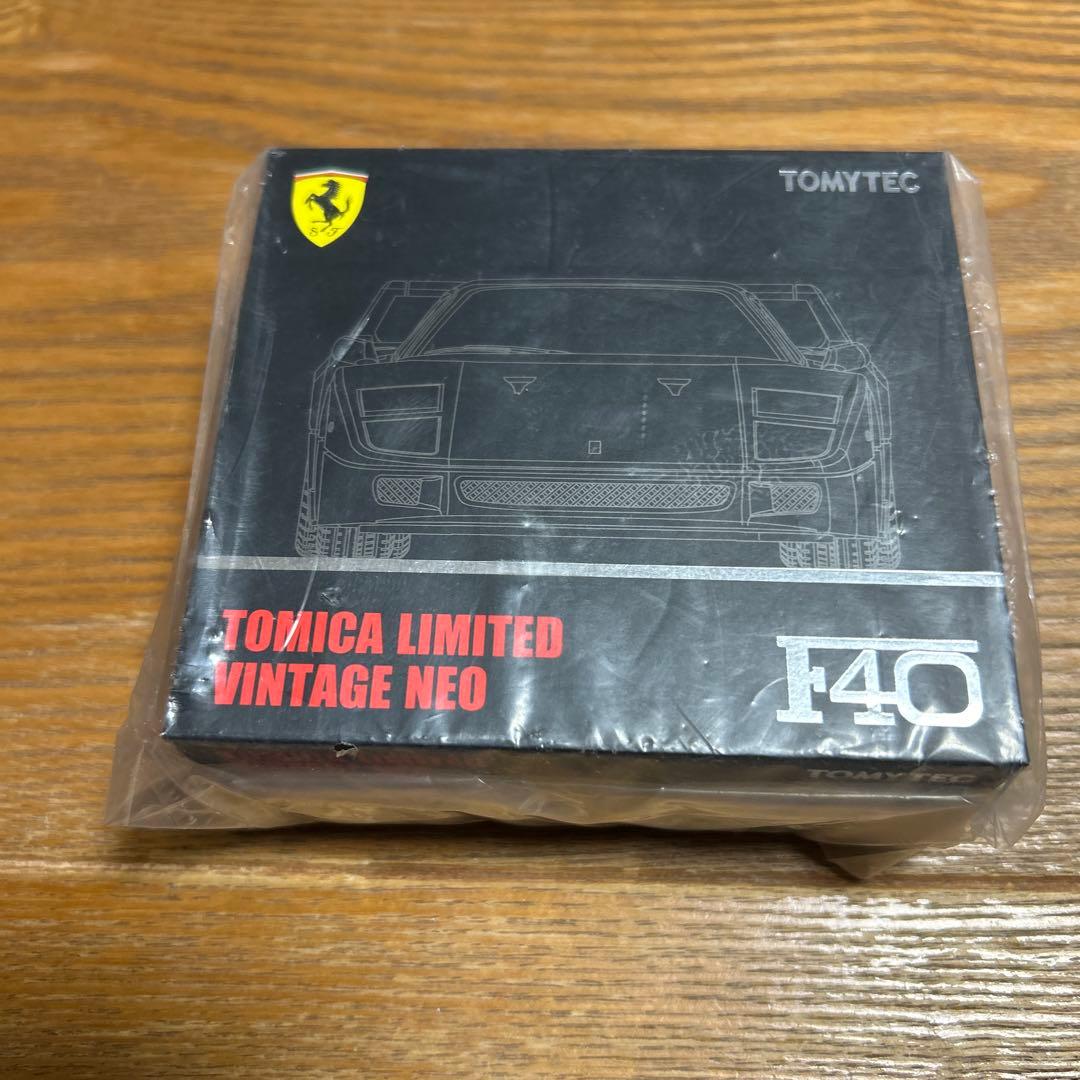 S F
TOMYTEC
TOMICA LIMITED
VINTAGE NEO
F40
TOMYTEC